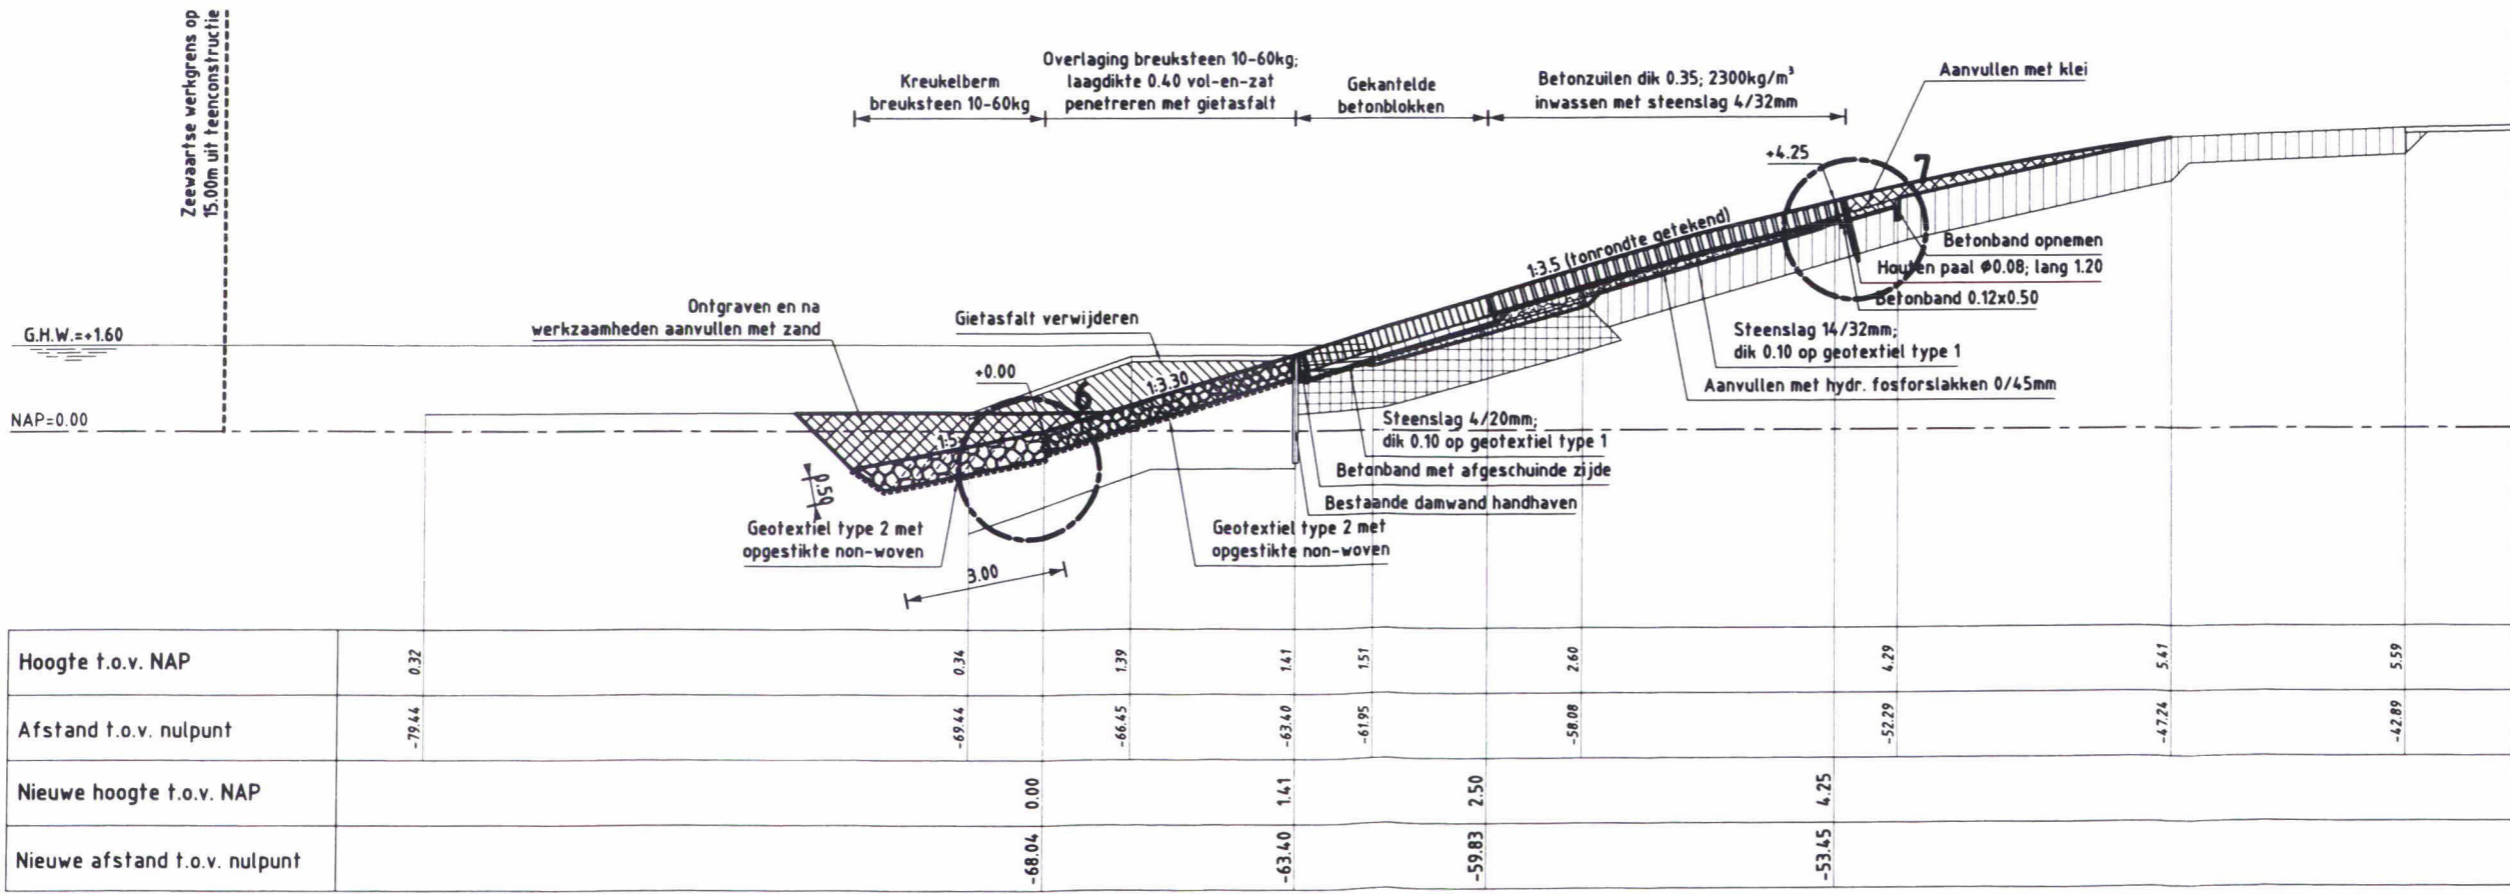 Zeewaartse werkgrens op
15.00m uit teenconstructie
Kreukelberm
breuksteen 10-60kg
Overlaging breuksteen 10-60kg;
laagdikte 0.40 vol-en-zat
penetreren met gietasfalt
Gekantelde
betonblokken
Betonzuilen dik 0.35; 2300kg/m³
inwassen met steenslag 4/32mm
Aanvullen met klei
+4.25
7
1:3.5 (tonrondte getekend)
Betonband opnemen
Houten paal Ø0.08; lang 1.20
Betonband 0.12x0.50
Steenslag 14/32mm;
dik 0.10 op geotextiel type 1
Aanvullen met hydr. fosforslakken 0/45mm
Ontgraven en na
werkzaamheden aanvullen met zand
Gietasfalt verwijderen
G.H.W.=+1.60
+0.00
6
1:3.30
NAP=0.00
1:5
Steenslag 4/20mm;
dik 0.10 op geotextiel type 1
Betonband met afgeschuinde zijde
Bestaande damwand handhaven
0.50
Geotextiel type 2 met
opgestikte non-woven
Geotextiel type 2 met
opgestikte non-woven
3.00
Hoogte t.o.v. NAP 0.32 0.34 1.39 1.41 1.51 2.60 4.29 5.41 5.59
Afstand t.o.v. nulpunt -79.44 -69.44 -66.45 -63.40 -61.95 -58.08 -52.29 -47.24 -42.89
Nieuwe hoogte t.o.v. NAP 0.00 1.41 2.50 4.25
Nieuwe afstand t.o.v. nulpunt -68.04 -63.40 -59.83 -53.45